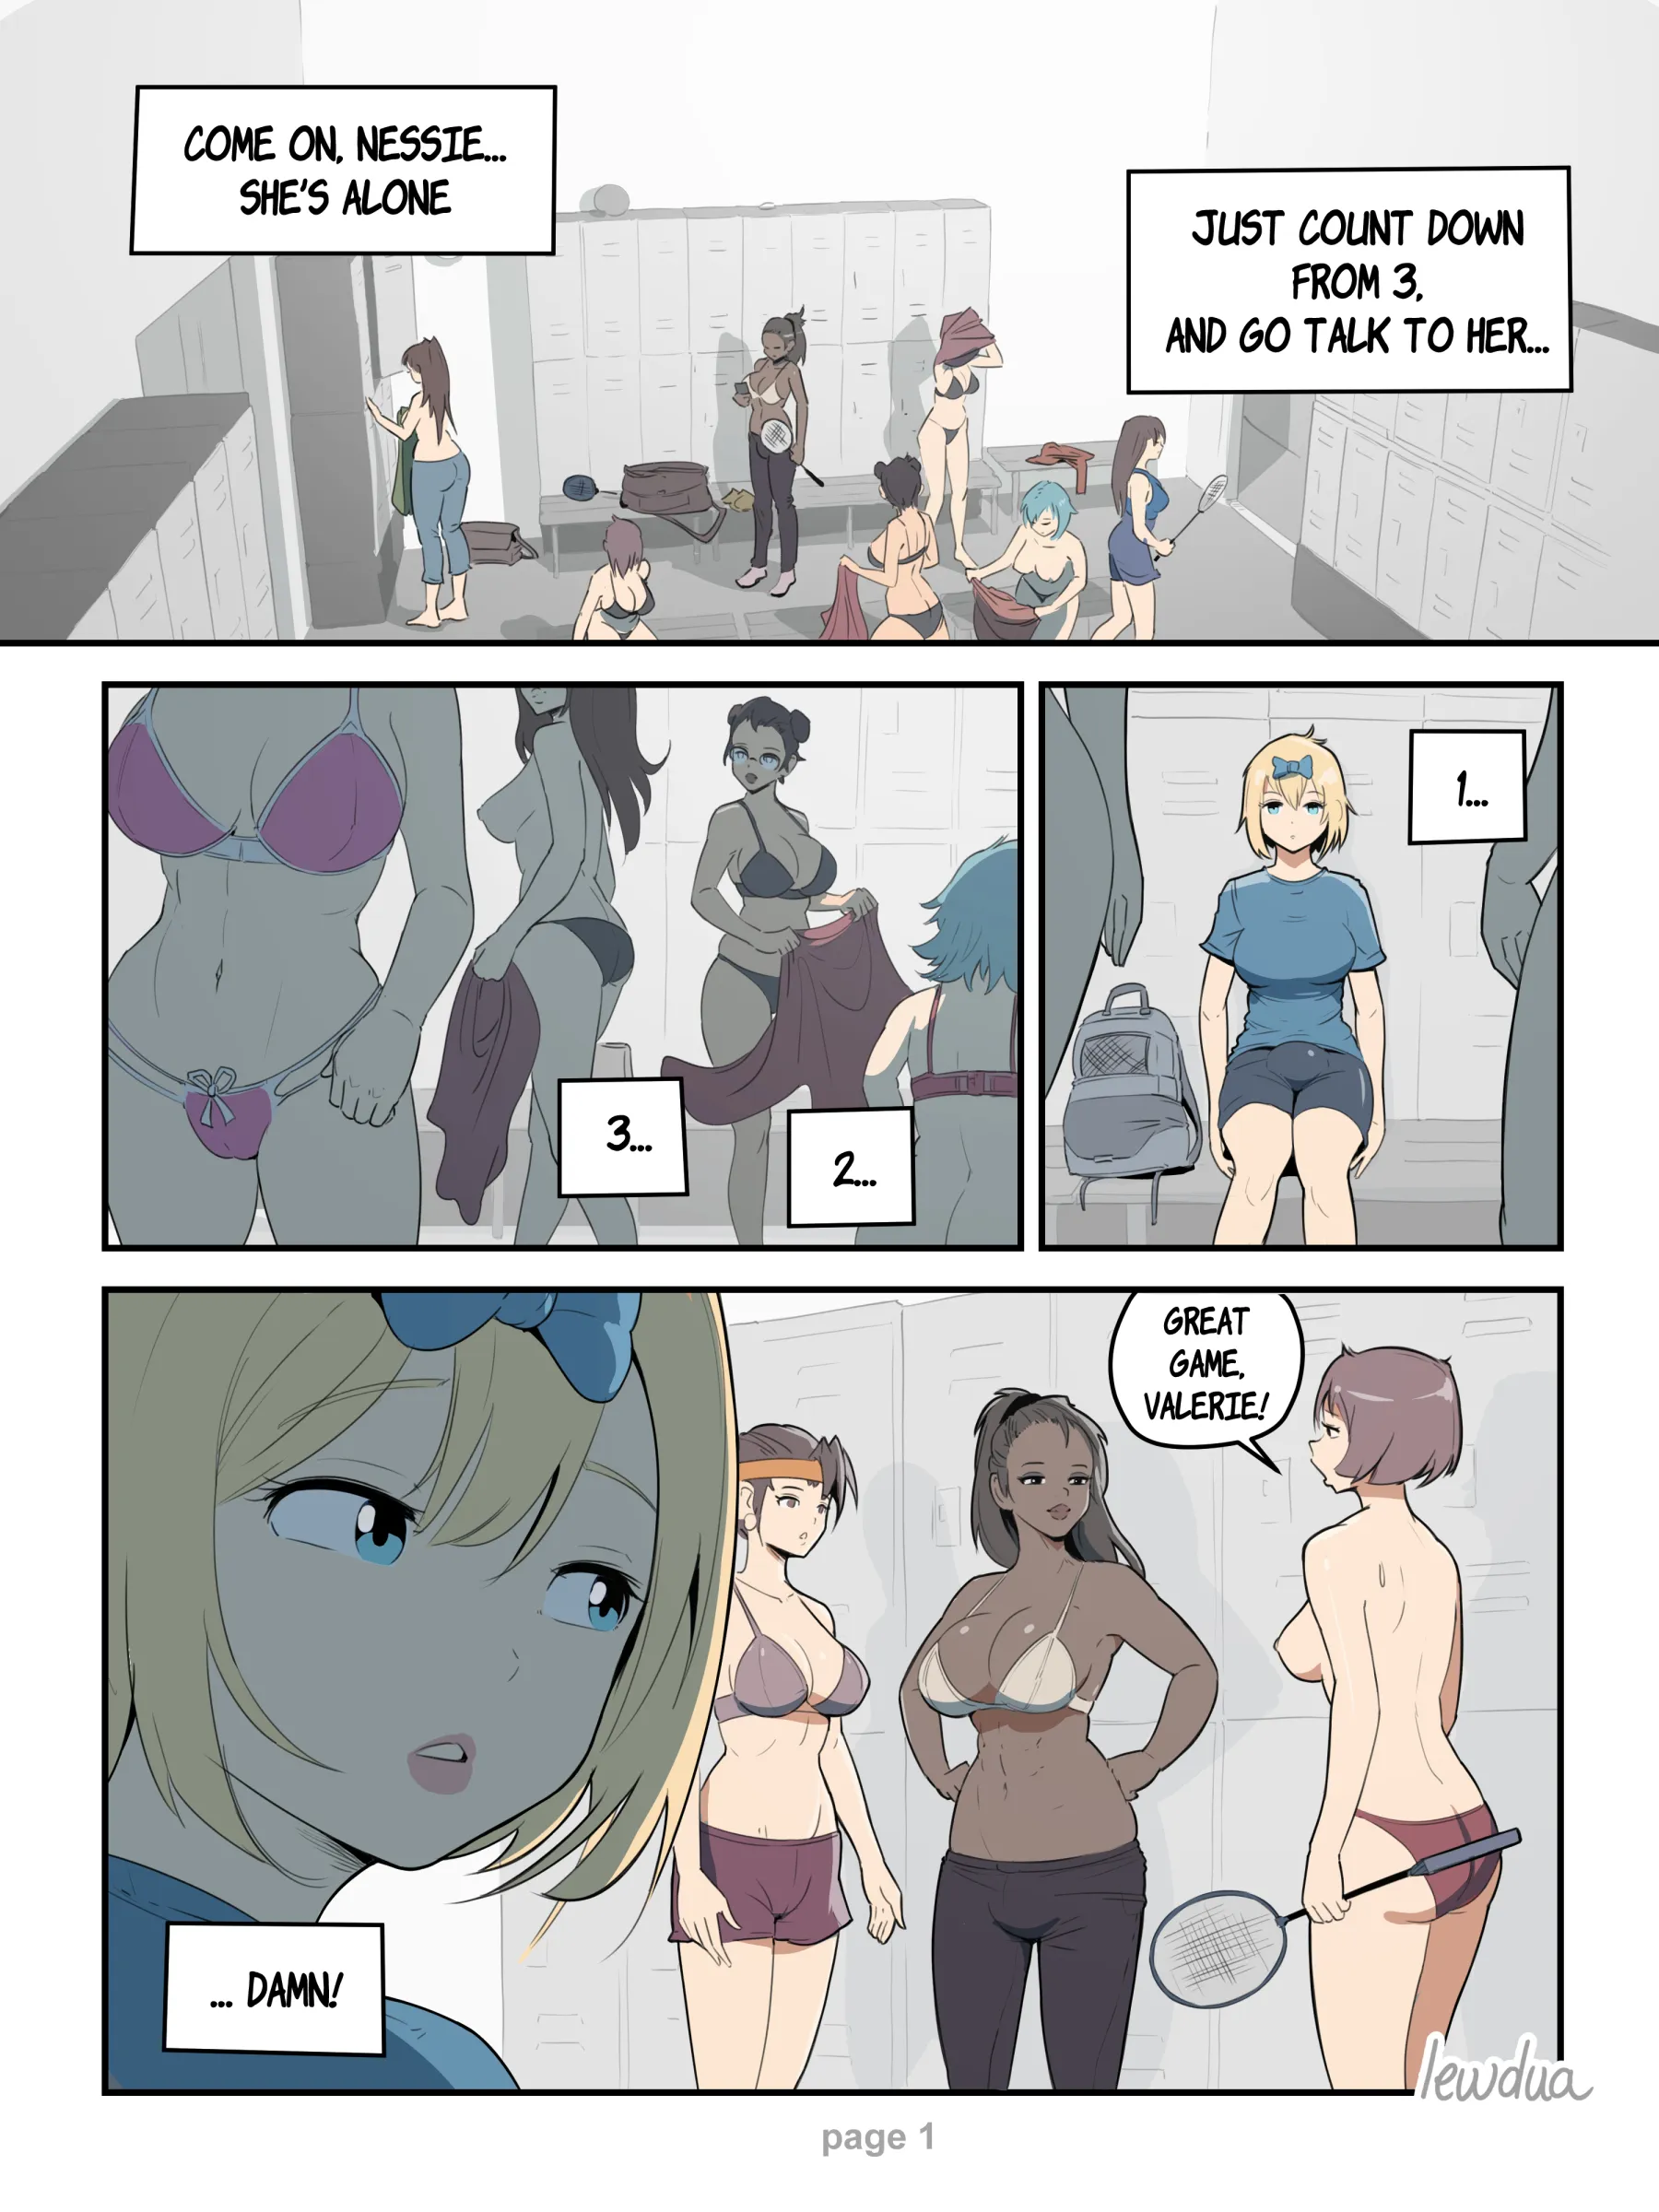 COME ON, NESSIE...
SHE'S ALONE
JUST COUNT DOWN
FROM 3,
AND GO TALK TO HER...
3...
2...
1...
GREAT
GAME,
VALERIE!
... DAMN!
lewdua
page 1